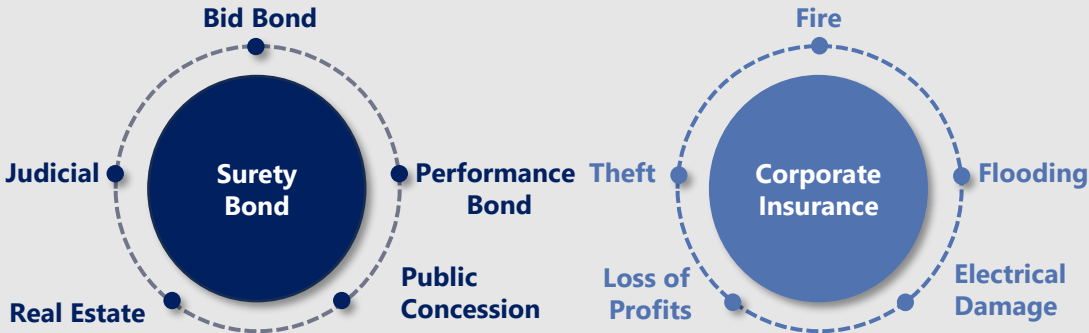 Bid Bond
Judicial
Surety
Bond
Performance
Bond
Public
Concession
Real Estate
Fire
Theft
Corporate
Insurance
Flooding
Electrical
Damage
Loss of
Profits